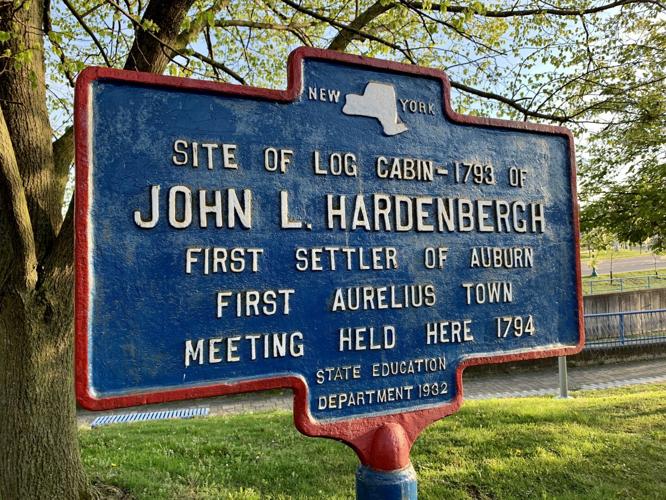 NEW YORK
SITE OF LOG CABIN-1793 OF
JOHN L. HARDENBERGH
FIRST SETTLER OF AUBURN
FIRST AURELIUS TOWN
MEETING HELD HERE 1794
STATE EDUCATION
DEPARTMENT 1932